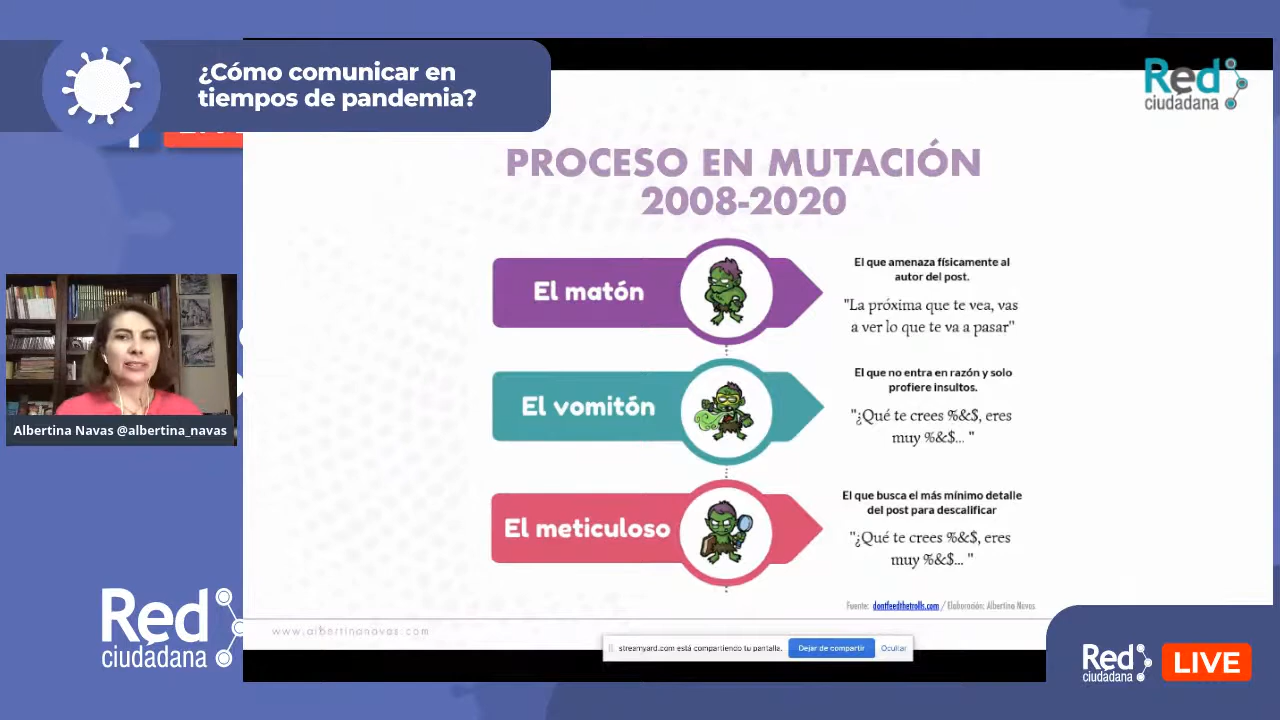 ¿Cómo comunicar en
tiempos de pandemia?
Red
ciudadana
PROCESO EN MUTACIÓN
2008-2020
El matón
El que amenaza físicamente al
autor del post.
"La próxima que te vea, vas
a ver lo que te va a pasar"
El vomitón
El que no entra en razón y solo
profiere insultos.
"¿Qué te crees %&$, eres
muy %&$... "
El meticuloso
El que busca el más mínimo detalle
del post para descalificar
"¿Qué te crees %&$, eres
muy %&$... "
Albertina Navas @albertina_navas
Fuente: dontfeedthetrolls.com / Elaboración: Albertina Navas
www.albertinanavas.com
streamyard.com está compartiendo tu pantalla.
Dejar de compartir
Ocultar
Red
ciudadana
Red
ciudadana
LIVE